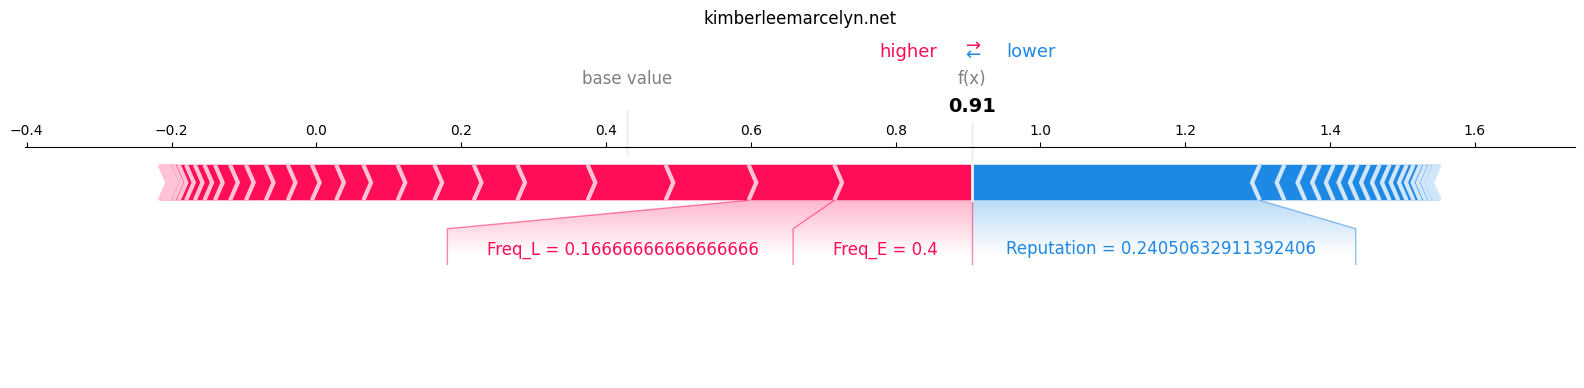 kimberleemarcelyn.net
higher → ← lower
base value f(x)
0.91
−0.4 −0.2 0.0 0.2 0.4 0.6 0.8 1.0 1.2 1.4 1.6
Freq_L = 0.16666666666666666 Freq_E = 0.4 Reputation = 0.24050632911392406